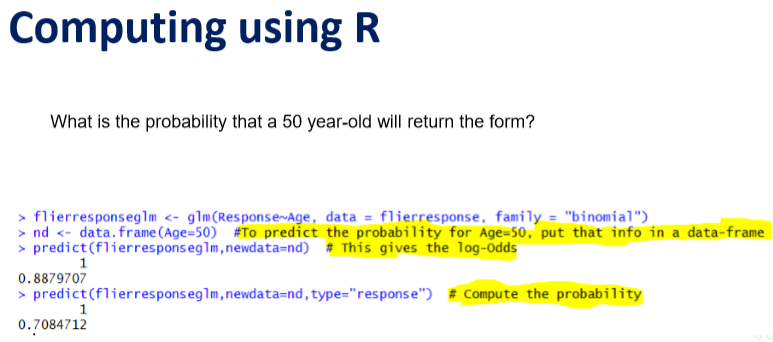 Computing using R
What is the probability that a 50 year-old will return the form?
> flierresponseglm <- glm(Response~Age, data = flierresponse, family = "binomial")
> nd <- data.frame(Age=50)  #To predict the probability for Age=50, put that info in a data-frame
> predict(flierresponseglm,newdata=nd)  # This gives the log-Odds
        1
0.8879707
> predict(flierresponseglm,newdata=nd,type="response")  # Compute the probability
        1
0.7084712